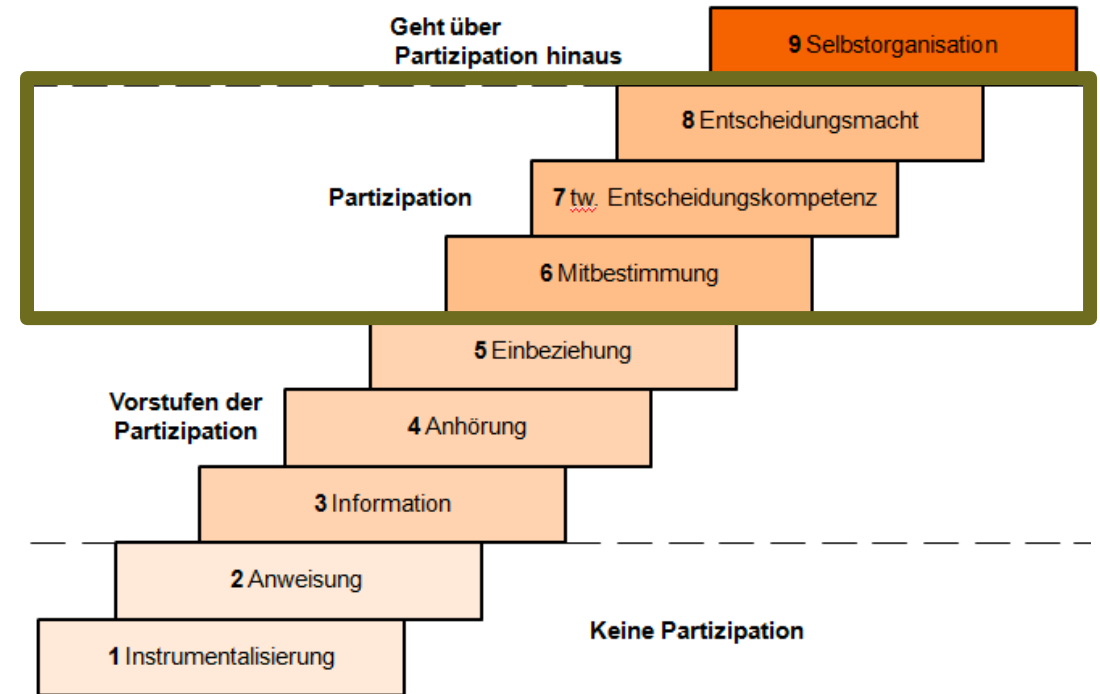 Geht über
Partizipation hinaus
9 Selbstorganisation
8 Entscheidungsmacht
Partizipation
7 tw. Entscheidungskompetenz
6 Mitbestimmung
5 Einbeziehung
Vorstufen der
Partizipation
4 Anhörung
3 Information
2 Anweisung
Keine Partizipation
1 Instrumentalisierung